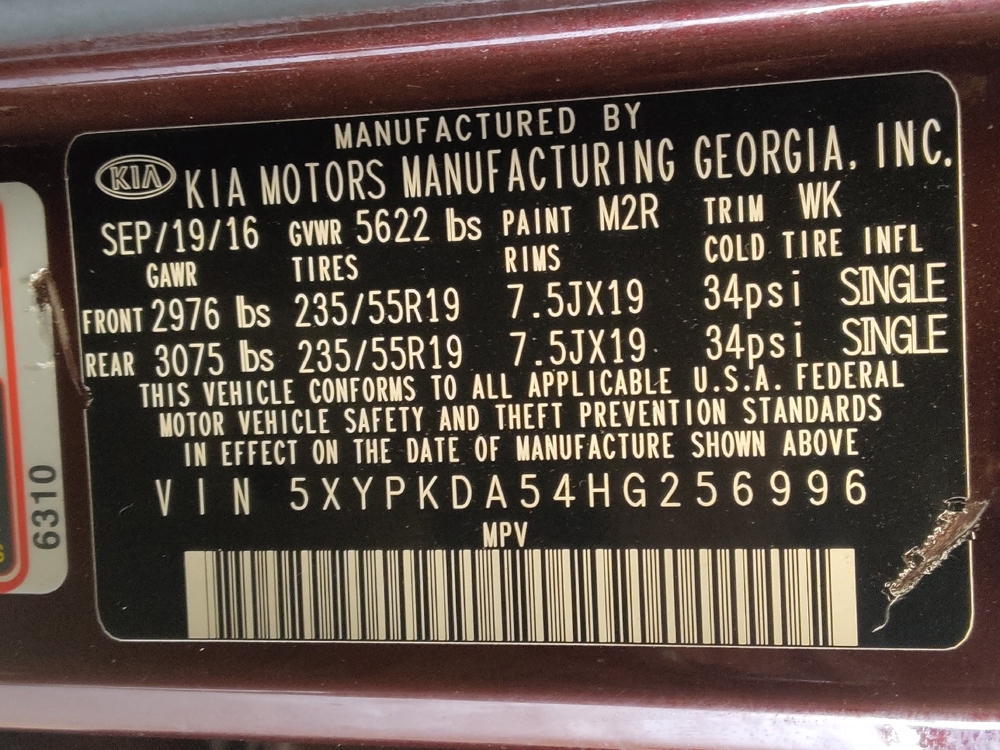 MANUFACTURED BY
KIA KIA MOTORS MANUFACTURING GEORGIA, INC.
SEP/19/16 GVWR 5622 lbs PAINT M2R TRIM WK
GAWR TIRES RIMS COLD TIRE INFL
FRONT 2976 lbs 235/55R19 7.5JX19 34psi SINGLE
REAR 3075 lbs 235/55R19 7.5JX19 34psi SINGLE
THIS VEHICLE CONFORMS TO ALL APPLICABLE U.S.A. FEDERAL
MOTOR VEHICLE SAFETY AND THEFT PREVENTION STANDARDS
IN EFFECT ON THE DATE OF MANUFACTURE SHOWN ABOVE
VIN 5XYPKDA54HG256996
MPV
6310